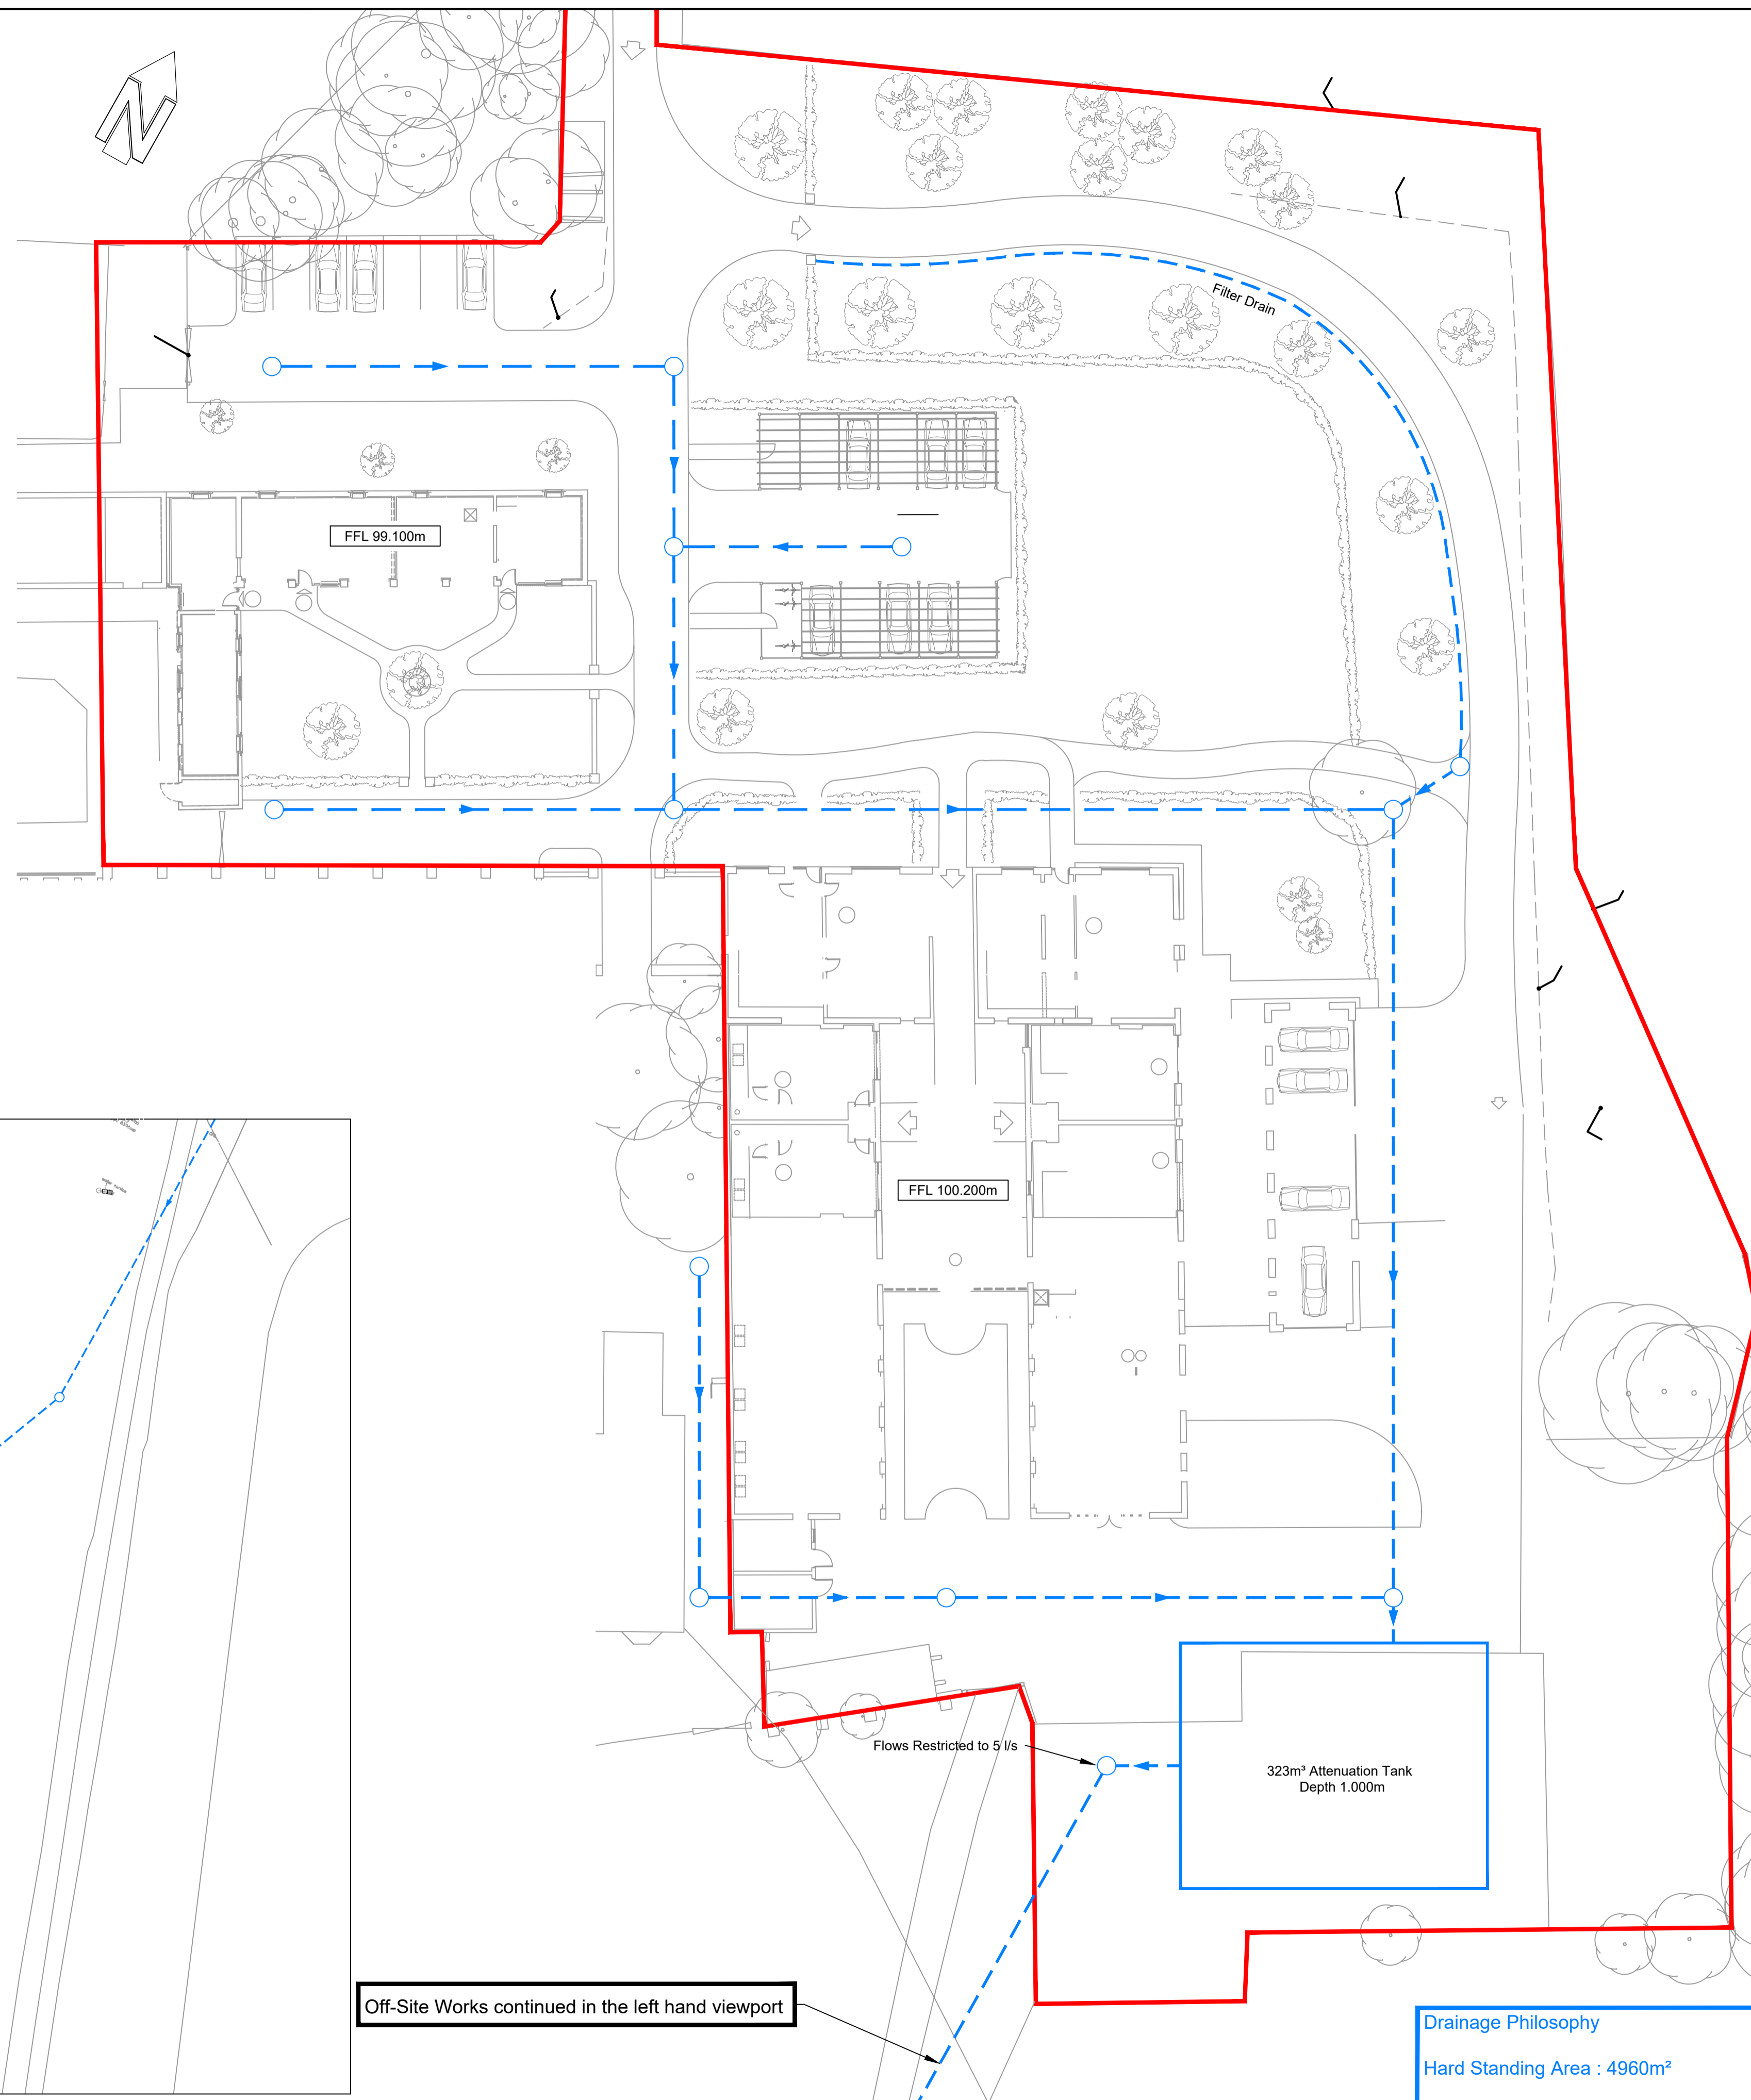 N
Filter Drain
FFL 99.100m
FFL 100.200m
Flows Restricted to 5 l/s
323m³ Attenuation Tank
Depth 1.000m
Off-Site Works continued in the left hand viewport
Drainage Philosophy
Hard Standing Area : 4960m²